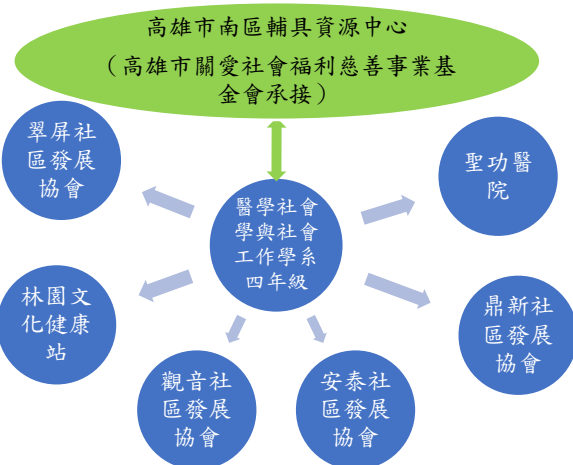 高雄市南區輔具資源中心
（高雄市關愛社會福利慈善事業基
金會承接）
翠屏社
區發展
協會
聖功醫
院
醫學社會
學與社會
工作學系
四年級
林園文
化健康
站
鼎新社
區發展
協會
觀音社
區發展
協會
安泰社
區發展
協會